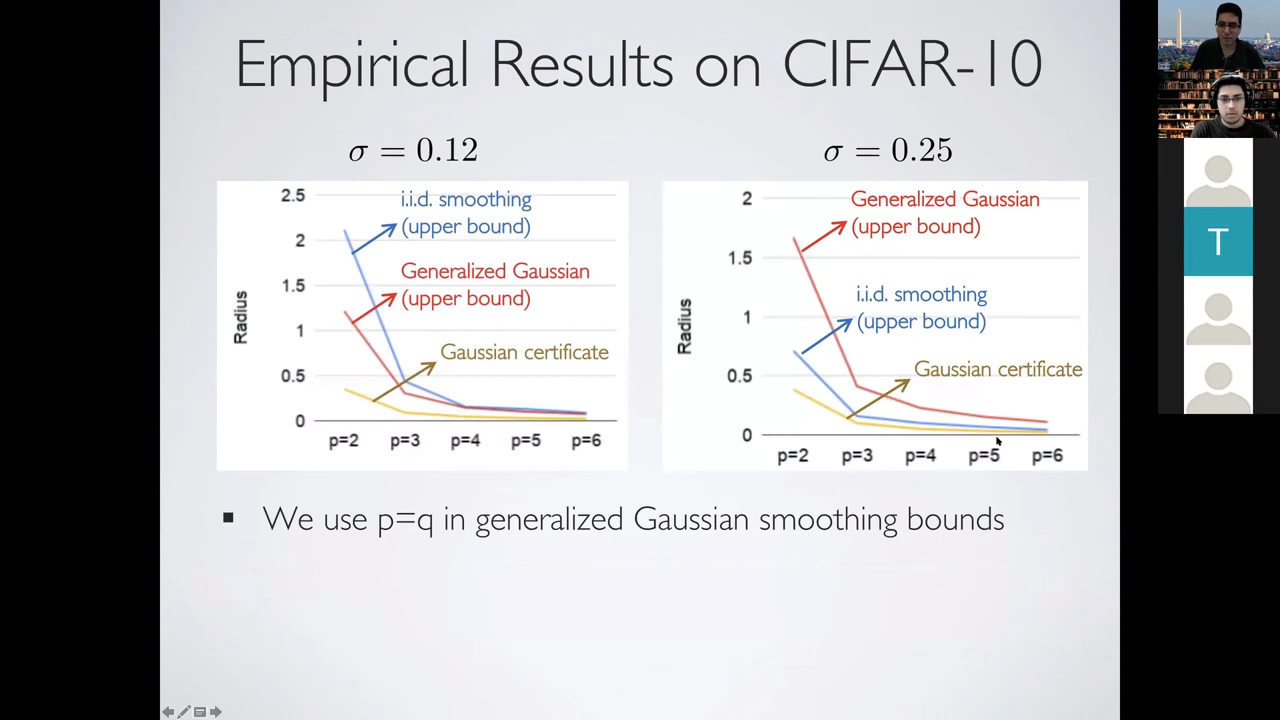 Empirical Results on CIFAR-10
σ = 0.12
σ = 0.25
2.5
2
1.5
1
0.5
0
Radius
i.i.d. smoothing
(upper bound)
Generalized Gaussian
(upper bound)
Gaussian certificate
p=2 p=3 p=4 p=5 p=6
2
1.5
1
0.5
0
Radius
Generalized Gaussian
(upper bound)
i.i.d. smoothing
(upper bound)
Gaussian certificate
p=2 p=3 p=4 p=5 p=6
▪ We use p=q in generalized Gaussian smoothing bounds
T